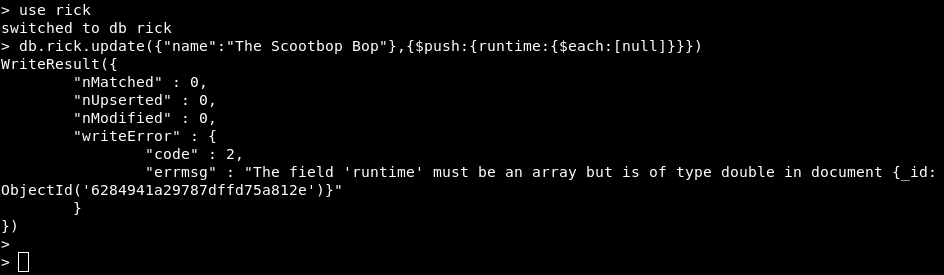 > use rick
switched to db rick
> db.rick.update({"name":"The Scootbop Bop"},{$push:{runtime:{$each:[null]}}})
WriteResult({
        "nMatched" : 0,
        "nUpserted" : 0,
        "nModified" : 0,
        "writeError" : {
                "code" : 2,
                "errmsg" : "The field 'runtime' must be an array but is of type double in document {_id:
ObjectId('6284941a29787dffd75a812e')}"
        }
})
>
>